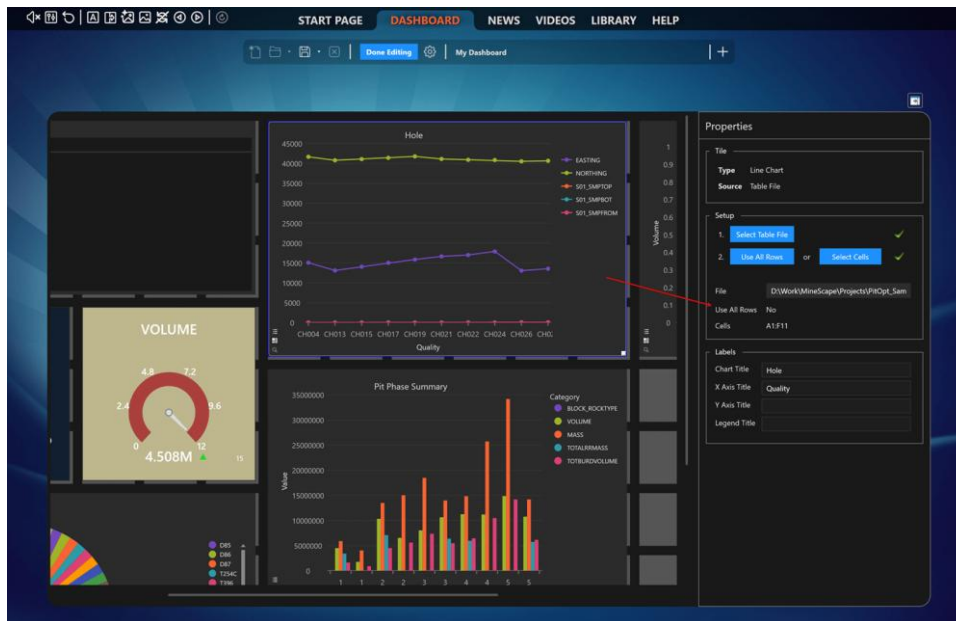 START PAGE DASHBOARD NEWS VIDEOS LIBRARY HELP
Done Editing My Dashboard
Hole
45000
40000
35000
30000
25000
20000
15000
10000
5000
0
EASTING
NORTHING
S01_SMPTOP
S01_SMPBOT
S01_SMPFROM
CH004 CH013 CH015 CH017 CH019 CH021 CH022 CH024 CH026
Quality
1
0.9
0.8
0.7
0.6
0.5
0.4
0.3
0.2
0.1
0
Volume
VOLUME
2.4 4.8 7.2 9.6
0 12
4.508M 15
Pit Phase Summary
35000000
30000000
25000000
20000000
15000000
10000000
5000000
0
Value
Category
BLOCK_ROCKTYPE
VOLUME
MASS
TOTALRRMASS
TOTBURDVOLUME
1 1 2 2 3 3 4 4 5 5
D85
D86
D87
T254C
T396
Properties
Tile
Type Line Chart
Source Table File
Setup
1. Select Table File
2. Use All Rows or Select Cells
File D:\Work\MineScape\Projects\PitOpt_Sam
Use All Rows No
Cells A1:F11
Labels
Chart Title Hole
X Axis Title Quality
Y Axis Title
Legend Title